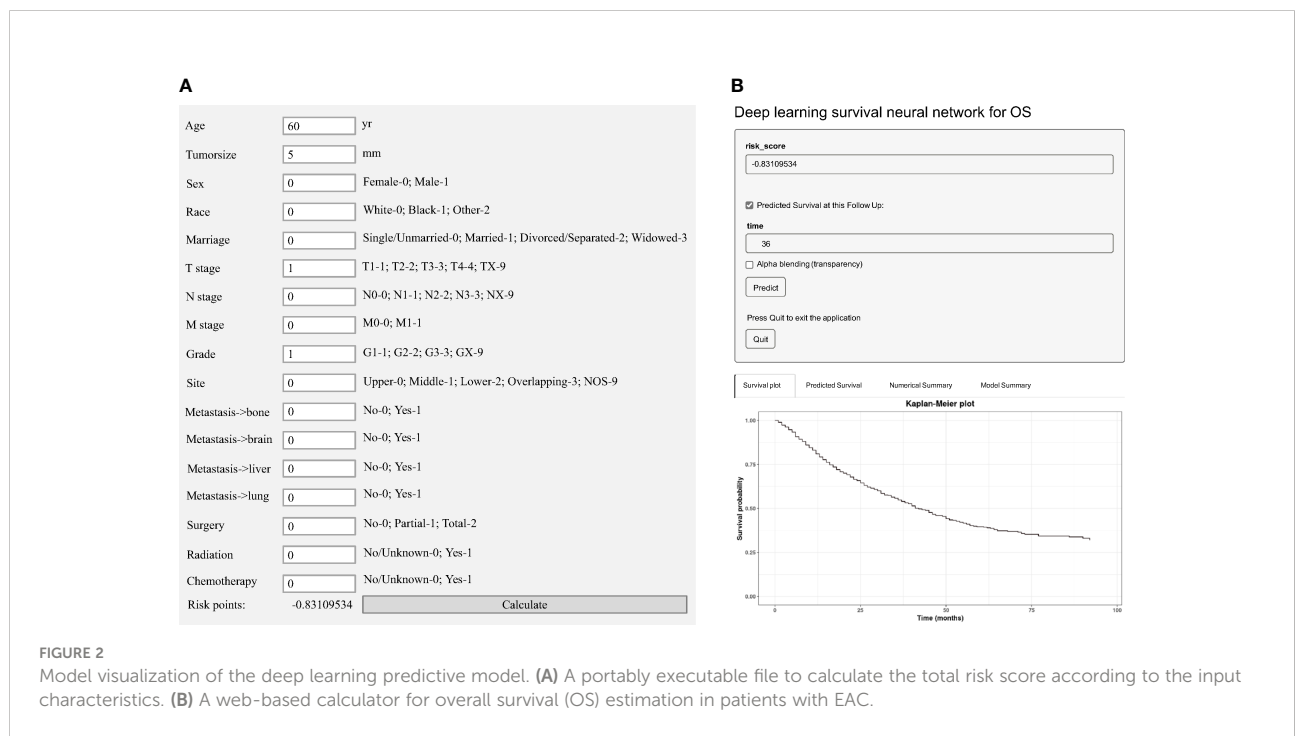 A
Age 60 yr
Tumorsize 5 mm
Sex 0 Female-0; Male-1
Race 0 White-0; Black-1; Other-2
Marriage 0 Single/Unmarried-0; Married-1; Divorced/Separated-2; Widowed-3
T stage 1 T1-1; T2-2; T3-3; T4-4; TX-9
N stage 0 N0-0; N1-1; N2-2; N3-3; NX-9
M stage 0 M0-0; M1-1
Grade 1 G1-1; G2-2; G3-3; GX-9
Site 0 Upper-0; Middle-1; Lower-2; Overlapping-3; NOS-9
Metastasis->bone 0 No-0; Yes-1
Metastasis->brain 0 No-0; Yes-1
Metastasis->liver 0 No-0; Yes-1
Metastasis->lung 0 No-0; Yes-1
Surgery 0 No-0; Partial-1; Total-2
Radiation 0 No/Unknown-0; Yes-1
Chemotherapy 0 No/Unknown-0; Yes-1
Risk points: -0.83109534 Calculate
B
Deep learning survival neural network for OS
risk_score
-0.83109534
Predicted Survival at this Follow Up:
time
36
Alpha blending (transparency)
Predict
Press Quit to exit the application
Quit
Survival plot Predicted Survival Numerical Summary Model Summary
Kaplan-Meier plot
Survival probability
1.00
0.75
0.50
0.25
0.00
0 25 50 75 100
Time (months)
FIGURE 2
Model visualization of the deep learning predictive model. (A) A portably executable file to calculate the total risk score according to the input
characteristics. (B) A web-based calculator for overall survival (OS) estimation in patients with EAC.